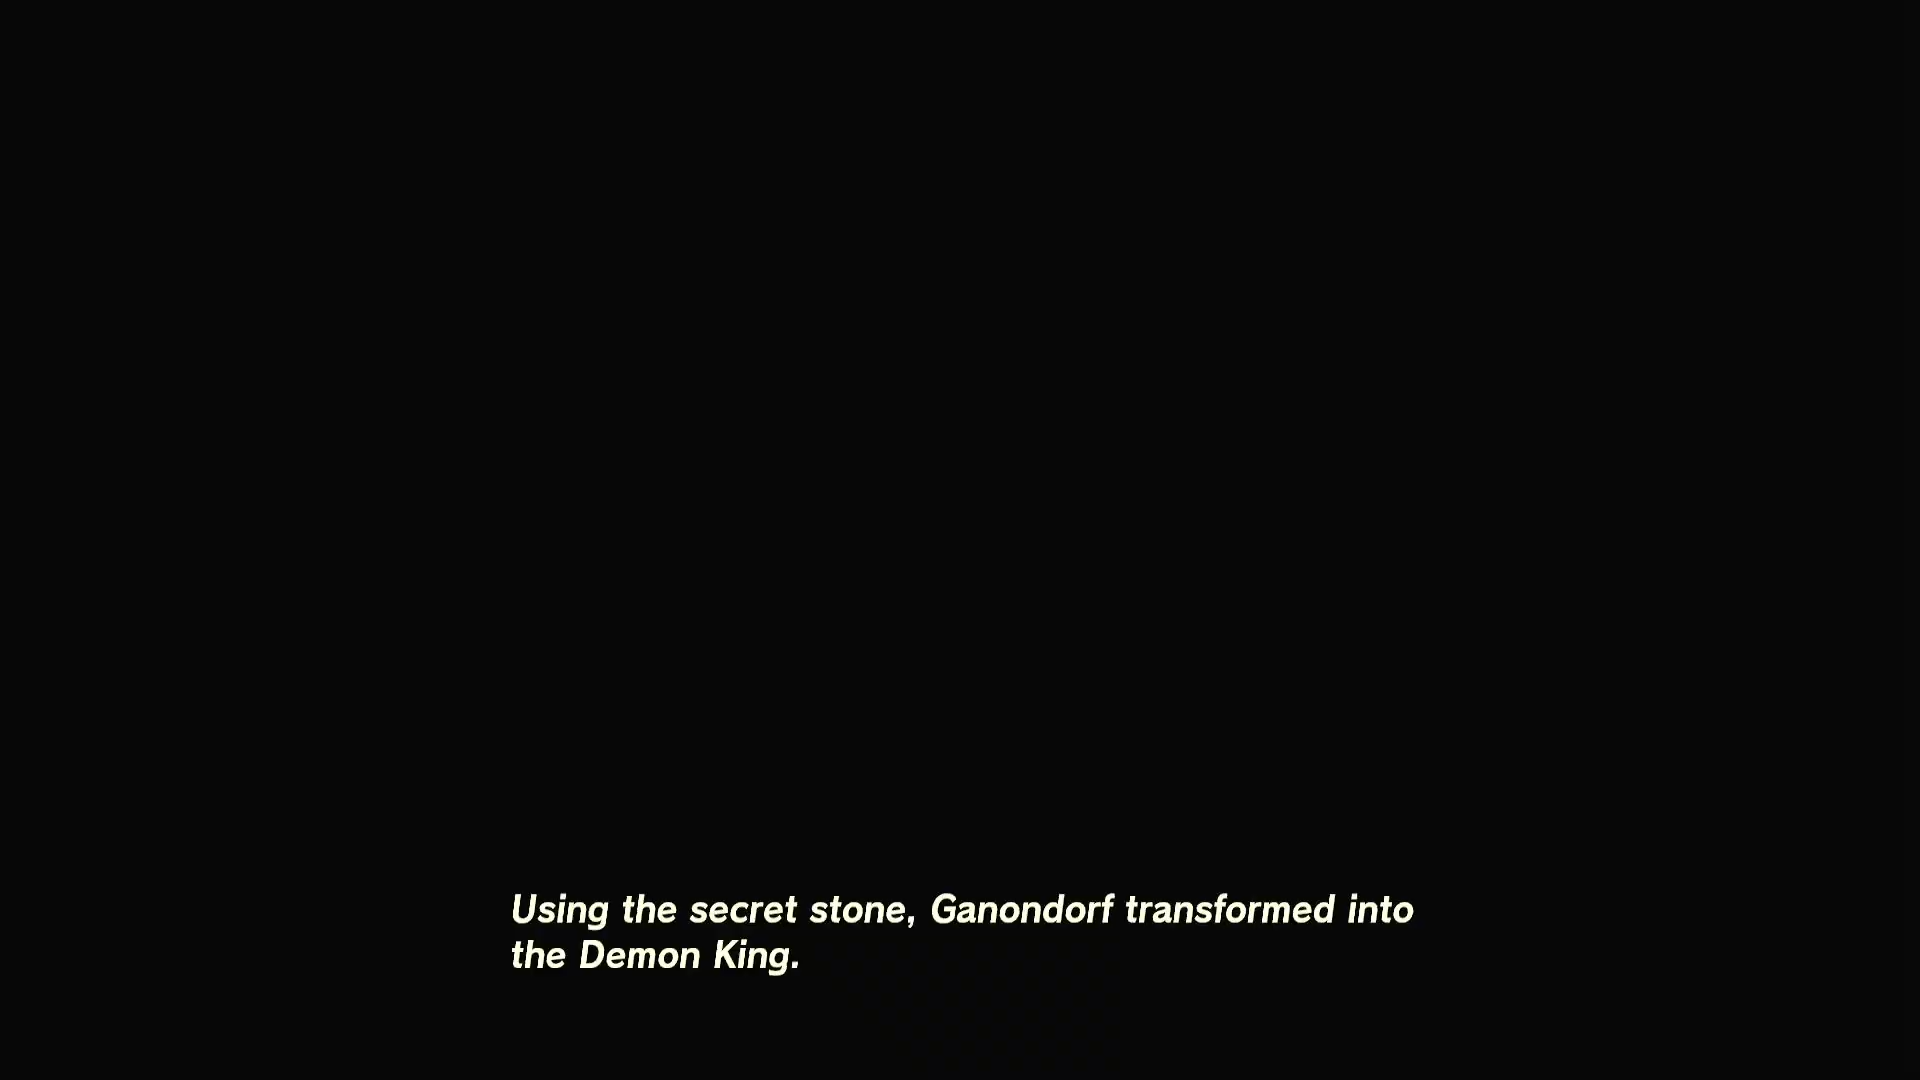 Using the secret stone, Ganondorf transformed into
the Demon King.